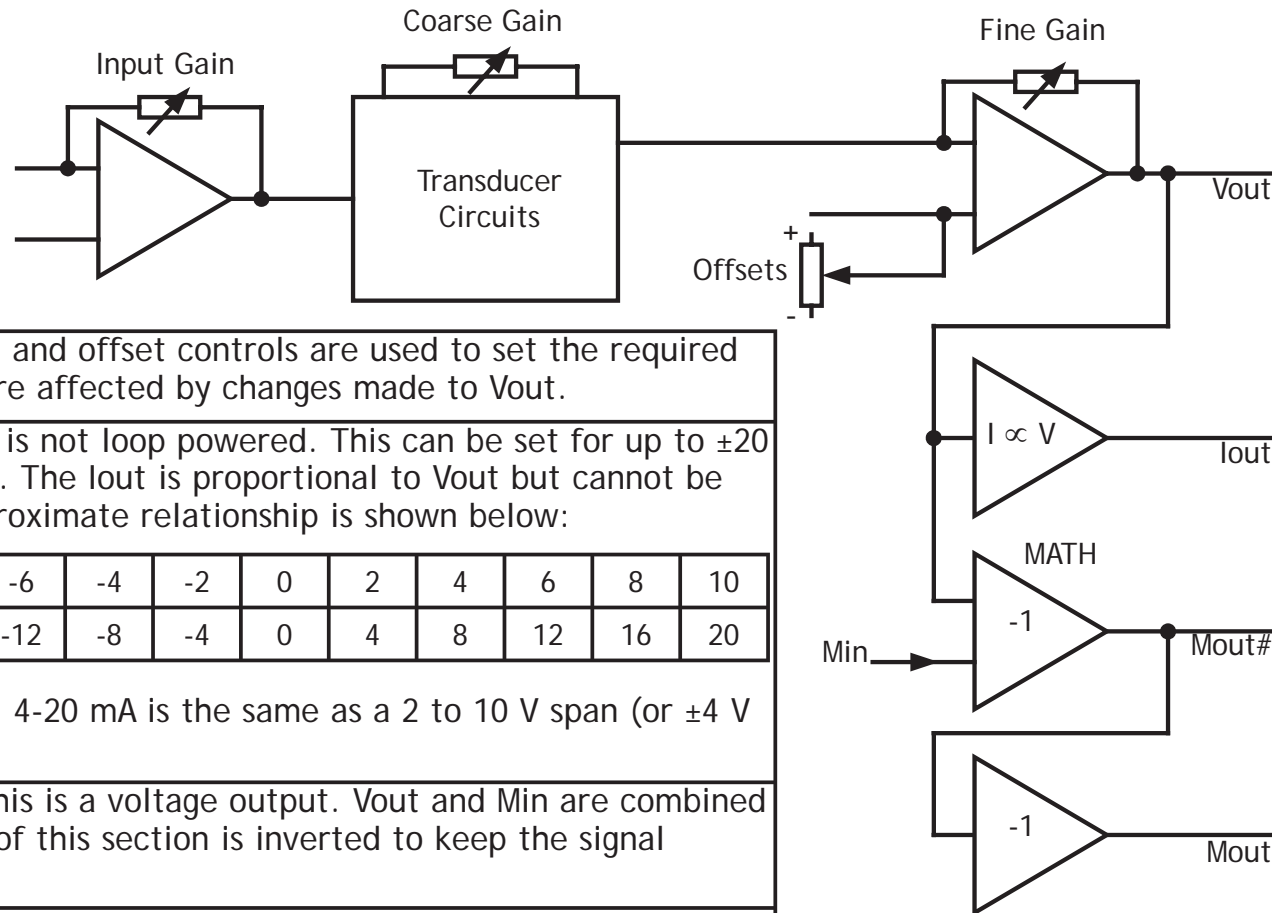 Coarse Gain
Fine Gain
Input Gain
Transducer
Circuits
Vout
+
Offsets
-
and offset controls are used to set the required
re affected by changes made to Vout.
is not loop powered. This can be set for up to ±20
. The Iout is proportional to Vout but cannot be
roximate relationship is shown below:
-6 -4 -2 0 2 4 6 8 10
-12 -8 -4 0 4 8 12 16 20
4-20 mA is the same as a 2 to 10 V span (or ±4 V
his is a voltage output. Vout and Min are combined
of this section is inverted to keep the signal
I ∝ V
Iout
MATH
-1
Min
Mout#
-1
Mout